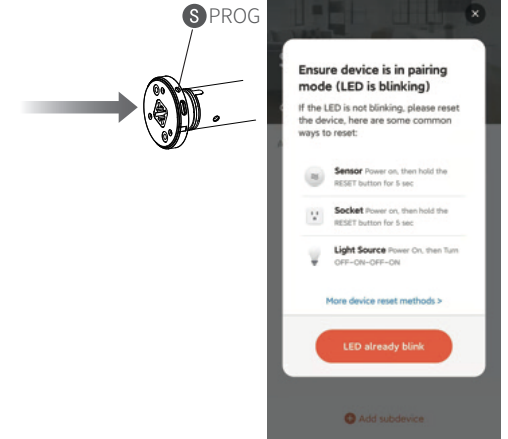 S PROG
Ensure device is in pairing
mode (LED is blinking)
If the LED is not blinking, please reset
the device, here are some common
ways to reset:
Sensor Power on, then hold the
RESET button for 5 sec
Socket Power on, then hold the
RESET button for 5 sec
Light Source Power On, then Turn
OFF-ON-OFF-ON
More device reset methods >
LED already blink
Add subdevice